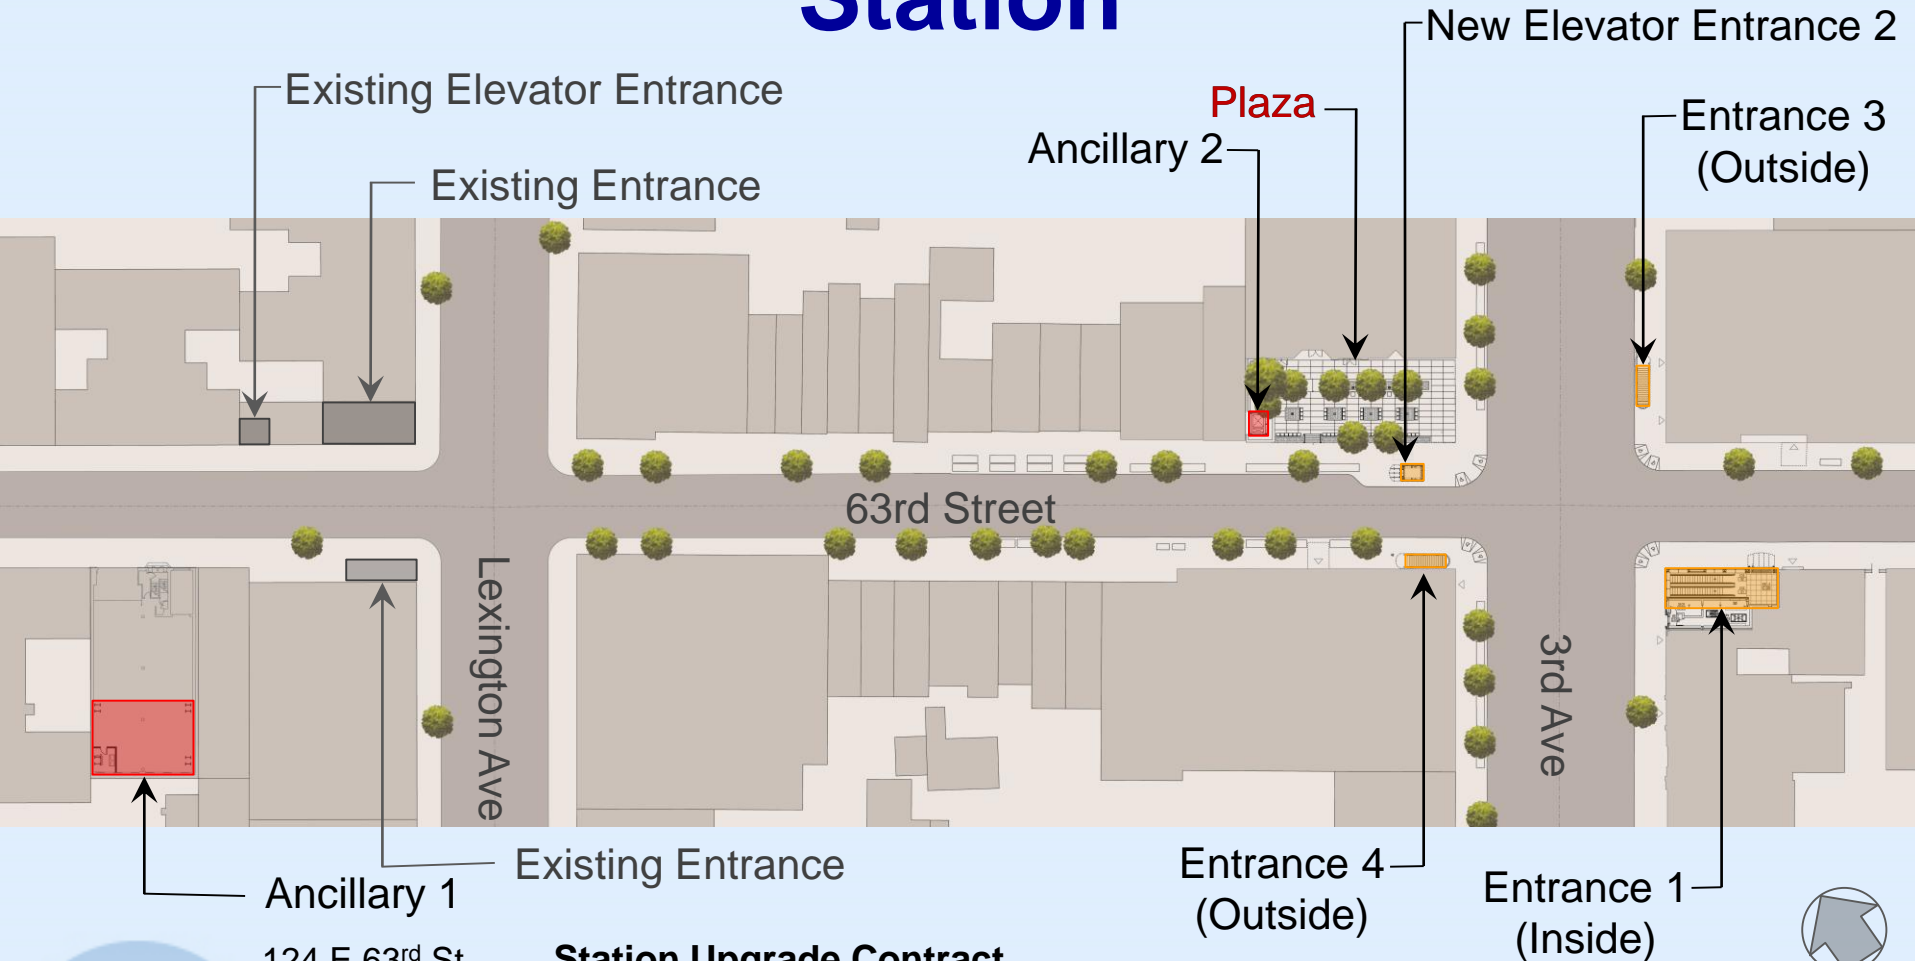 Station
New Elevator Entrance 2
Existing Elevator Entrance
Plaza
Entrance 3
(Outside)
Ancillary 2
Existing Entrance
63rd Street
Lexington Ave
3rd Ave
Existing Entrance
Entrance 4
(Outside)
Ancillary 1
Entrance 1
(Inside)
124 E 63rd St
Station Upgrade Contract